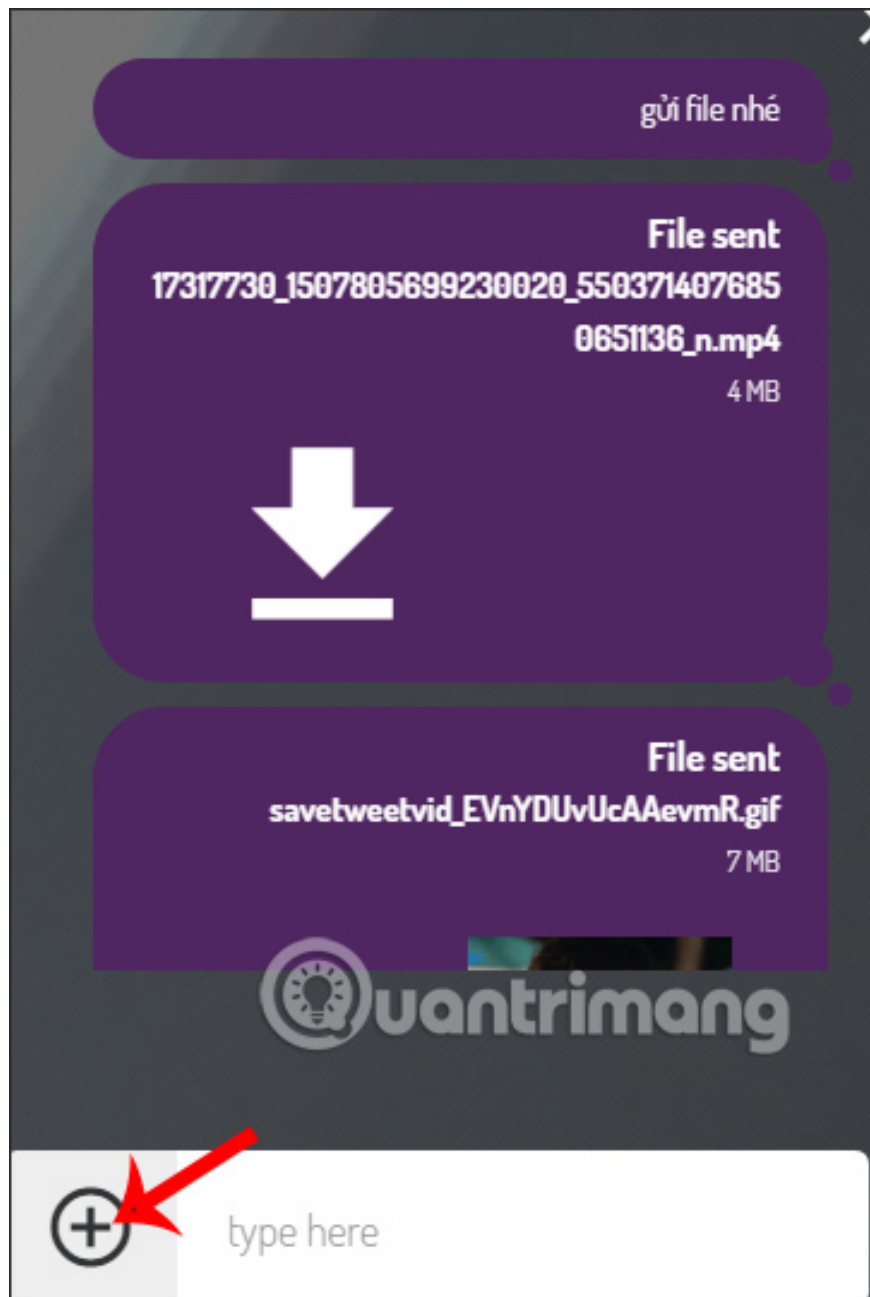 gửi file nhé
File sent
17317730_1507805699230020_550371407685
0651136_n.mp4
4 MB
File sent
savetweetvid_EVnYDUvUcAAevmR.gif
7 MB
Quantrimang
type here